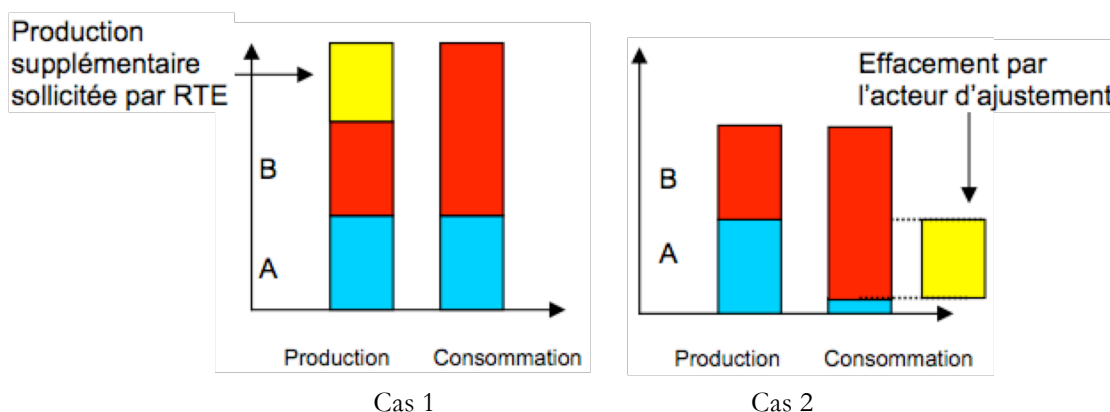 Production
supplémentaire
sollicitée par RTE
B
A
Production Consommation
Cas 1
Effacement par
l'acteur d'ajustement
B
A
Production Consommation
Cas 2